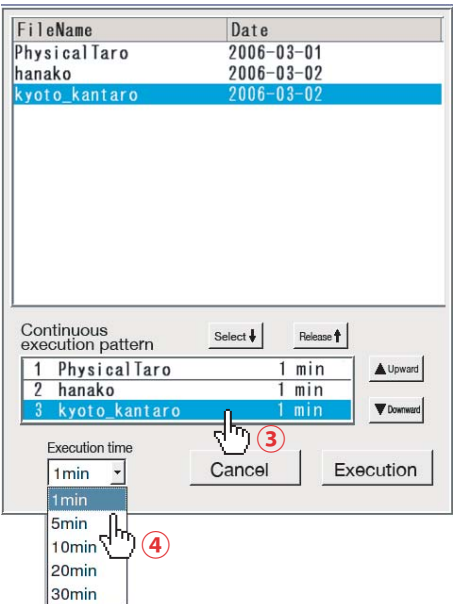 FileName Date
PhysicalTaro 2006-03-01
hanako 2006-03-02
kyoto_kantaro 2006-03-02
Continuous
execution pattern
Select Release
1 PhysicalTaro 1 min
2 hanako 1 min
3 kyoto_kantaro 1 min
Upward
Downward
③
Execution time
1min
Cancel Execution
1min
5min
10min
④
20min
30min